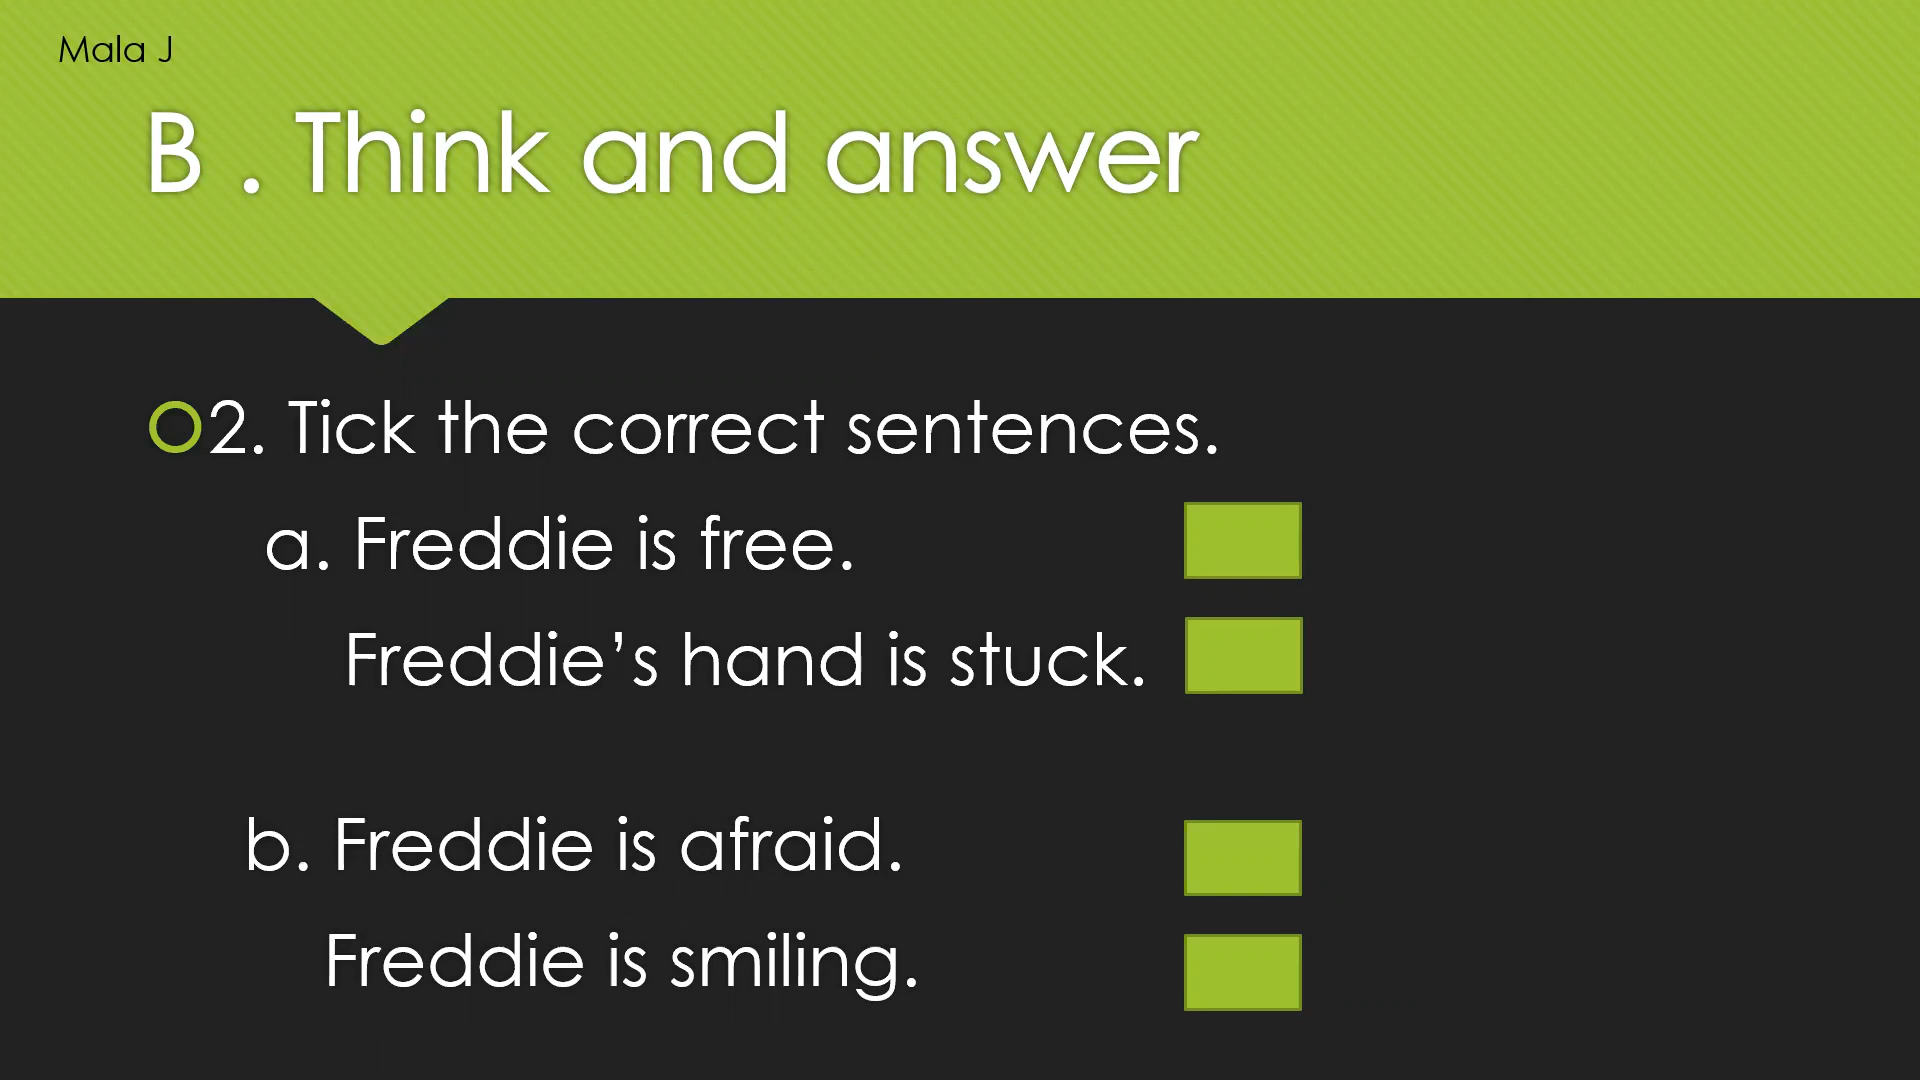 Mala J
B . Think and answer
2. Tick the correct sentences.
a. Freddie is free.
Freddie’s hand is stuck.
b. Freddie is afraid.
Freddie is smiling.